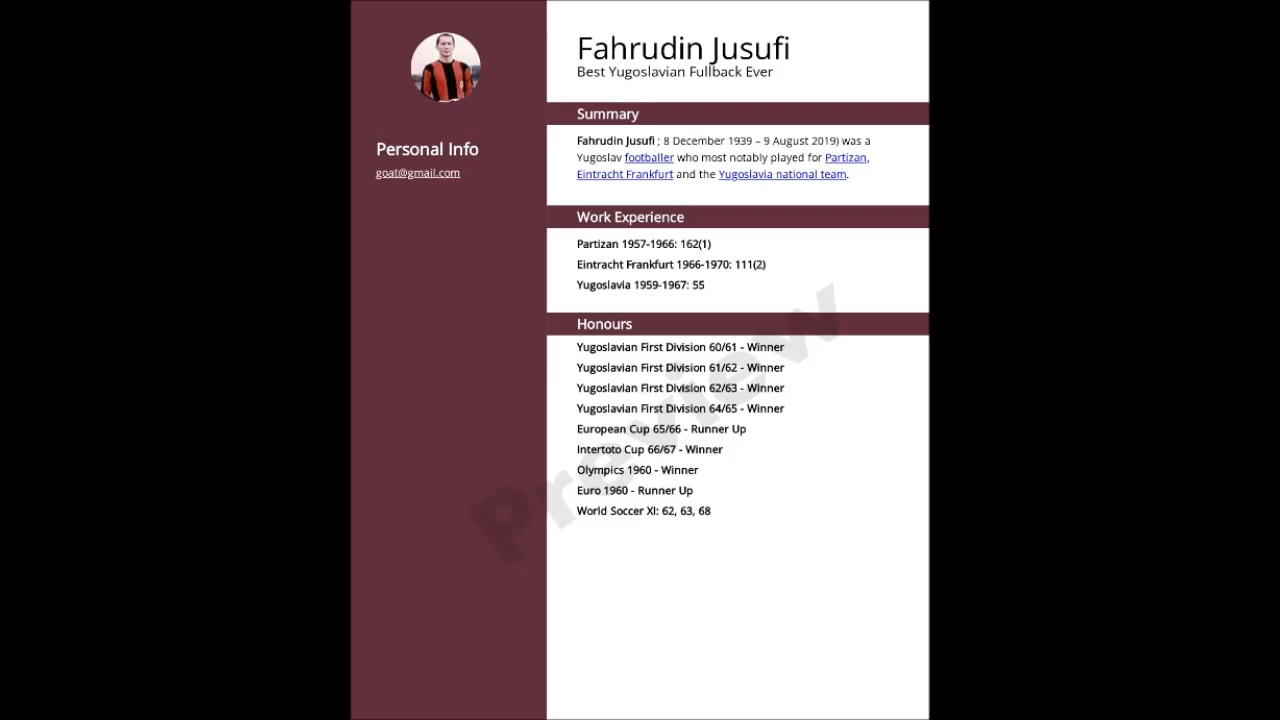 Personal Info
goat@gmail.com
Fahrudin Jusufi
Best Yugoslavian Fullback Ever
Summary
Fahrudin Jusufi ; 8 December 1939 – 9 August 2019) was a
Yugoslav footballer who most notably played for Partizan,
Eintracht Frankfurt and the Yugoslavia national team.
Work Experience
Partizan 1957-1966: 162(1)
Eintracht Frankfurt 1966-1970: 111(2)
Yugoslavia 1959-1967: 55
Honours
Yugoslavian First Division 60/61 - Winner
Yugoslavian First Division 61/62 - Winner
Yugoslavian First Division 62/63 - Winner
Yugoslavian First Division 64/65 - Winner
European Cup 65/66 - Runner Up
Intertoto Cup 66/67 - Winner
Olympics 1960 - Winner
Euro 1960 - Runner Up
World Soccer XI: 62, 63, 68
Preview